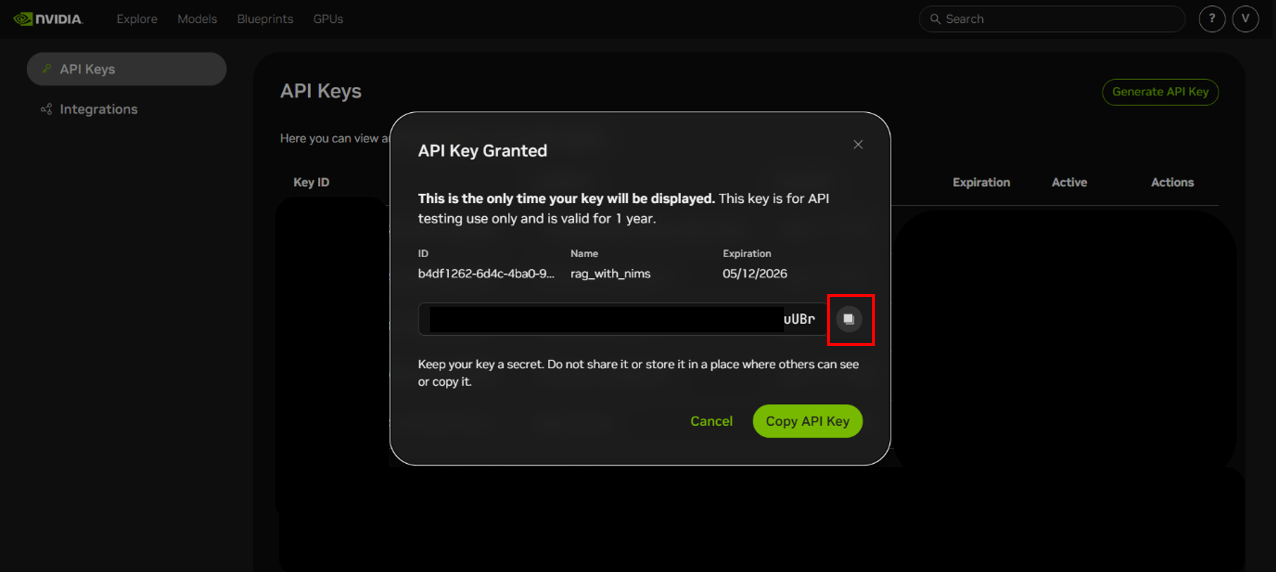 NVIDIA.
Explore
Models
Blueprints
GPUs
Search
?
V
API Keys
Integrations
API Keys
Generate API Key
Here you can view
Key ID
Expiration
Active
Actions
API Key Granted
This is the only time your key will be displayed. This key is for API
testing use only and is valid for 1 year.
ID
Name
Expiration
b4df1262-6d4c-4ba0-9...
rag_with_nims
05/12/2026
uUBr
Keep your key a secret. Do not share it or store it in a place where others can see
or copy it.
Cancel
Copy API Key